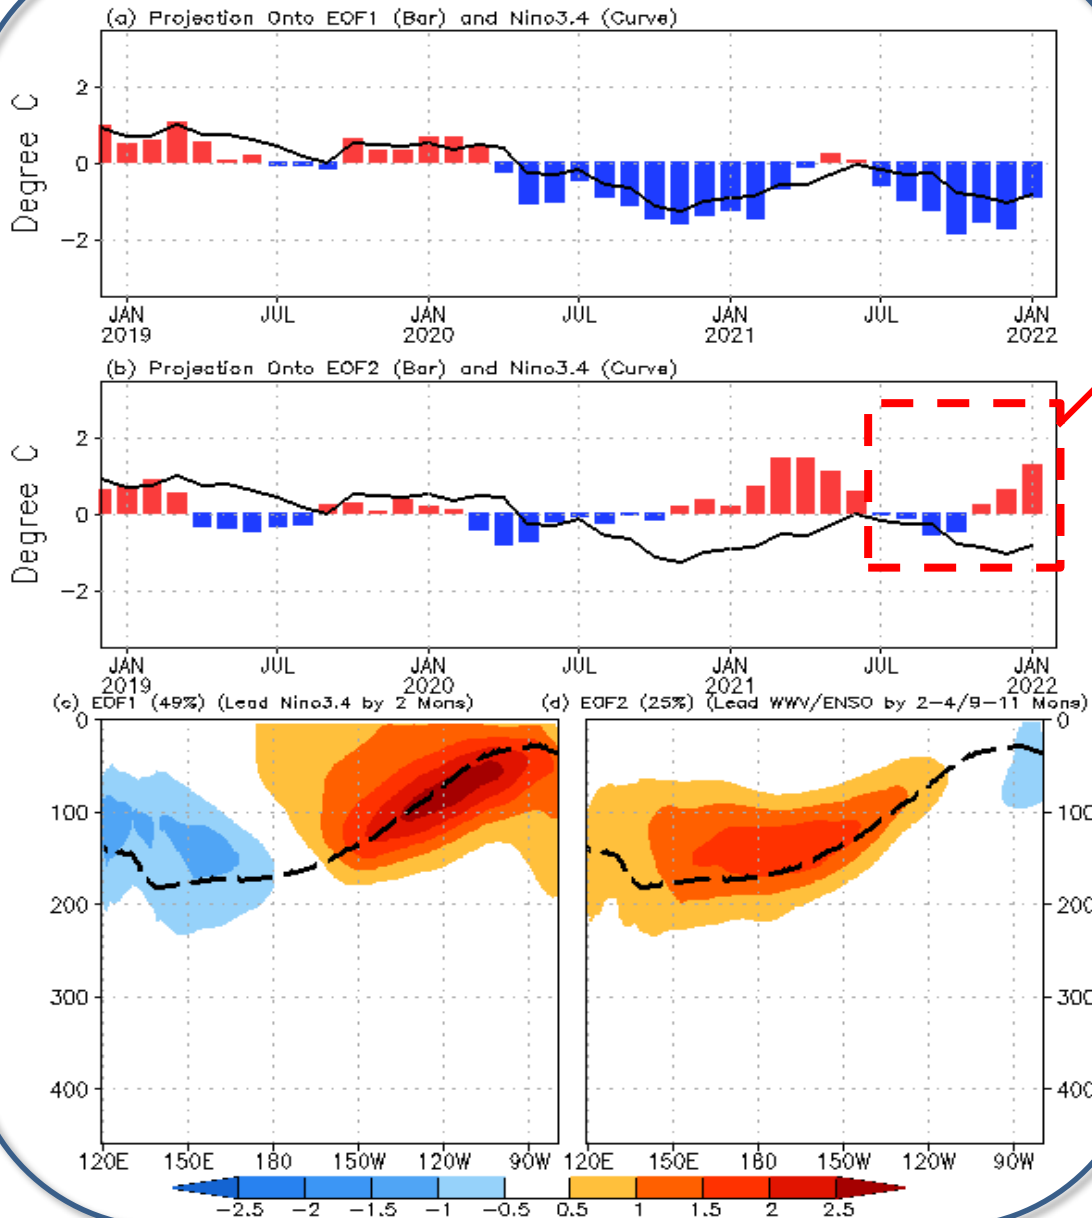 (a) Projection Onto EOF1 (Bar) and Nino3.4 (Curve)
Degree C
2
0
-2
JAN JUL JAN JUL JAN JUL JAN
2019 2020 2021 2022
(b) Projection Onto EOF2 (Bar) and Nino3.4 (Curve)
Degree C
2
0
-2
JAN JUL JAN JUL JAN JUL JAN
2019 2020 2021 2022
(c) EOF1 (49%) (Lead Nino3.4 by 2 Mons)
(d) EOF2 (25%) (Lead WWV/ENSO by 2-4/9-11 Mons)
0 0
100 100
200 200
300 300
400 400
120E 150E 180 150W 120W 90W
120E 150E 180 150W 120W 90W
-2.5 -2 -1.5 -1 -0.5 0.5 1 1.5 2 2.5